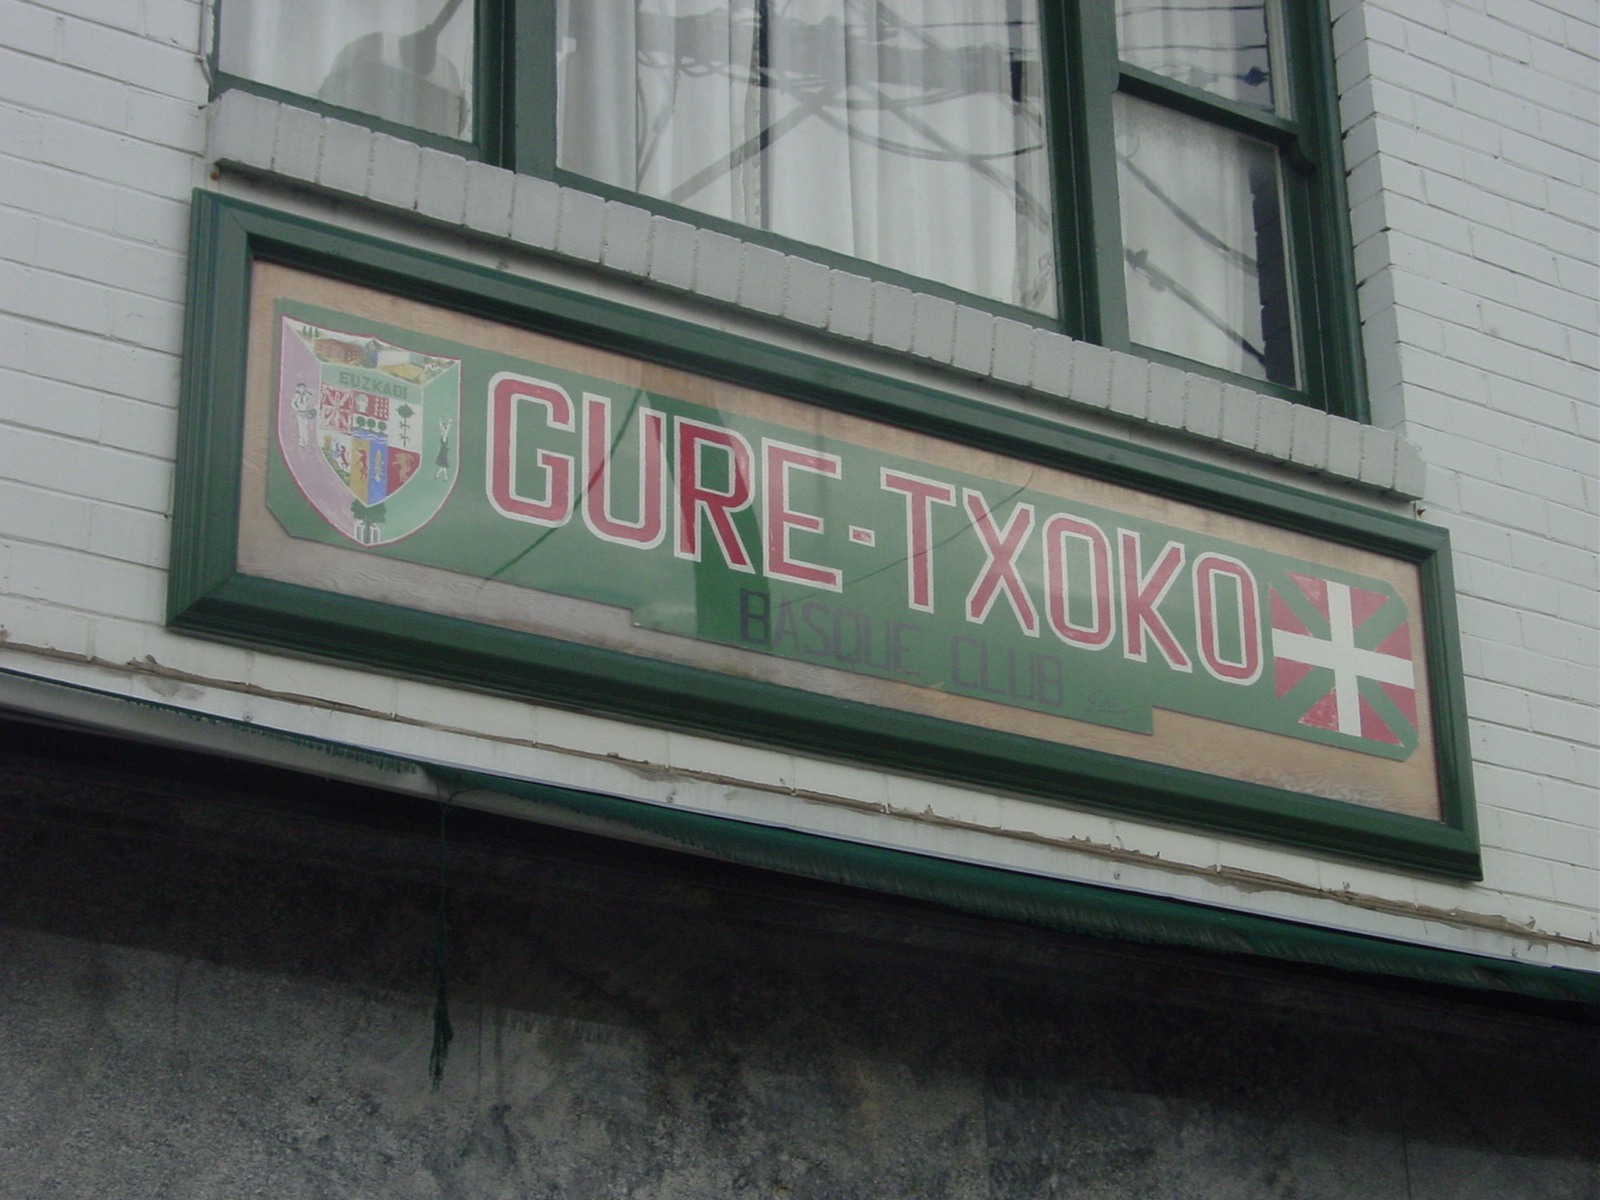 EUZKADI
GURE-TXOKO
BASQUE CLUB